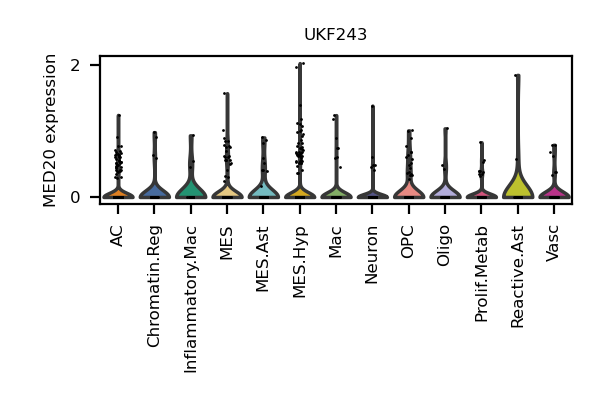 UKF243
MED20 expression
2
0
AC
Chromatin.Reg
Inflammatory.Mac
MES
MES.Ast
MES.Hyp
Mac
Neuron
OPC
Oligo
Prolif.Metab
Reactive.Ast
Vasc